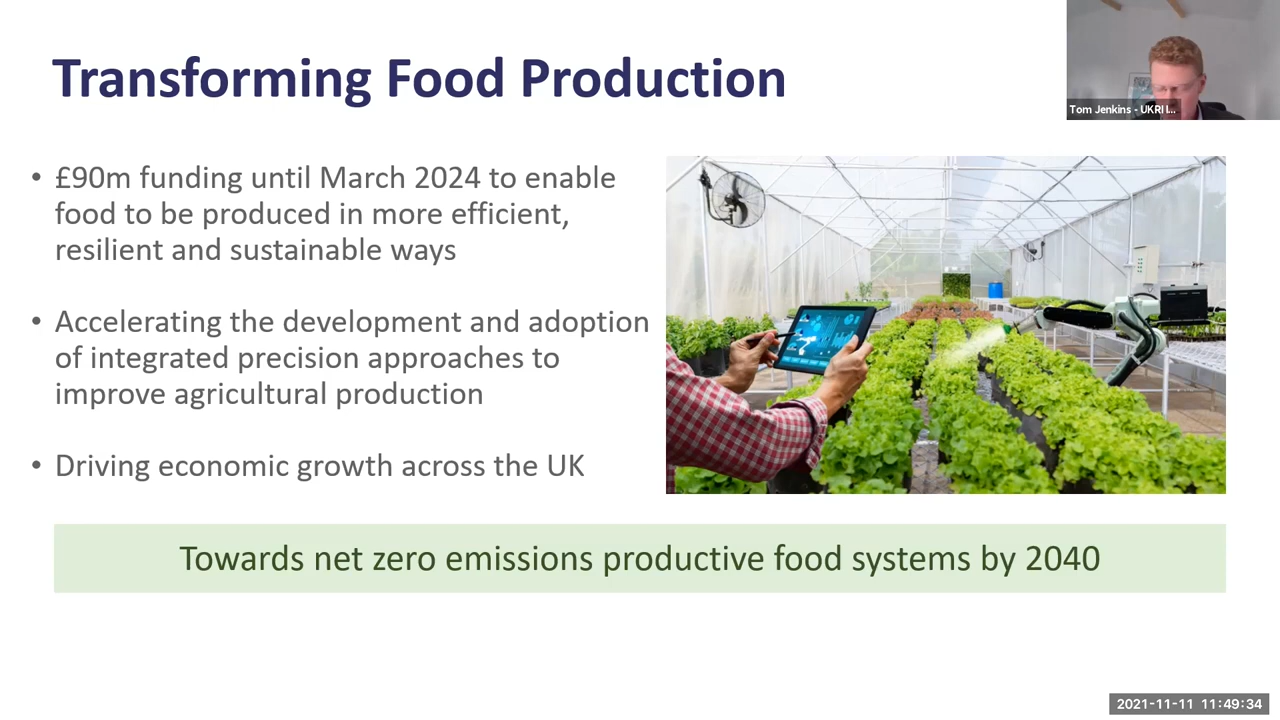 Transforming Food Production
Tom Jenkins - UKRI I...
• £90m funding until March 2024 to enable
food to be produced in more efficient,
resilient and sustainable ways
• Accelerating the development and adoption
of integrated precision approaches to
improve agricultural production
• Driving economic growth across the UK
Towards net zero emissions productive food systems by 2040
2021-11-11 11:49:34